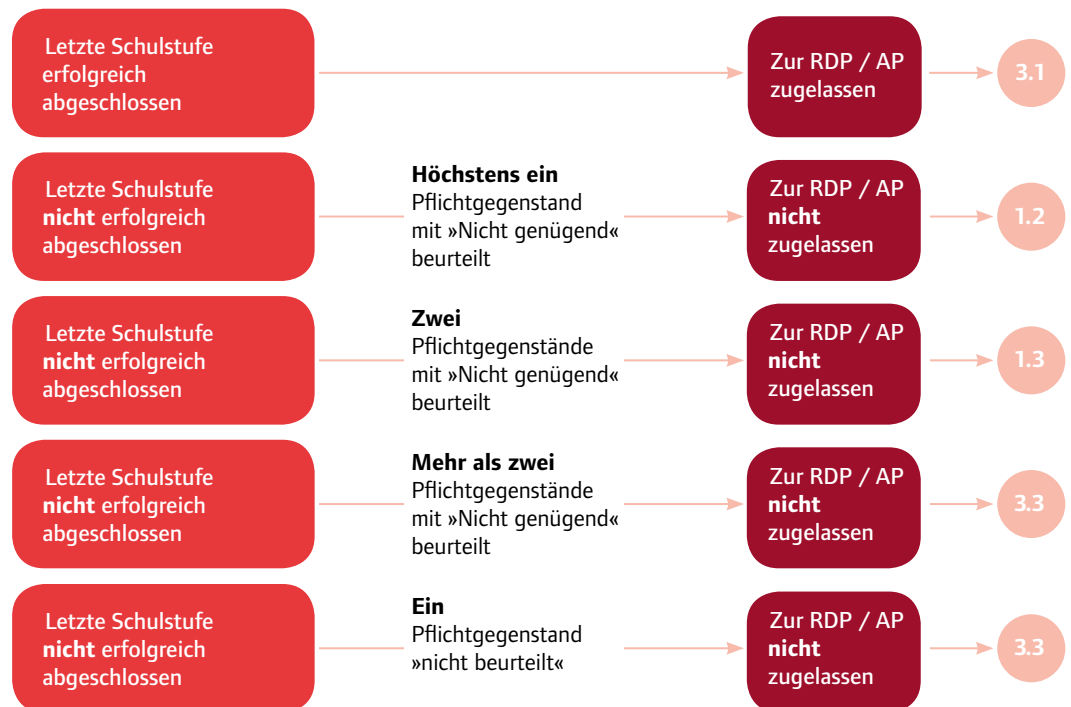 Letzte Schulstufe
erfolgreich
abgeschlossen
Zur RDP / AP
zugelassen
3.1
Letzte Schulstufe
nicht erfolgreich
abgeschlossen
Höchstens ein
Pflichtgegenstand
mit »Nicht genügend«
beurteilt
Zur RDP / AP
nicht
zugelassen
1.2
Letzte Schulstufe
nicht erfolgreich
abgeschlossen
Zwei
Pflichtgegenstände
mit »Nicht genügend«
beurteilt
Zur RDP / AP
nicht
zugelassen
1.3
Letzte Schulstufe
nicht erfolgreich
abgeschlossen
Mehr als zwei
Pflichtgegenstände
mit »Nicht genügend«
beurteilt
Zur RDP / AP
nicht
zugelassen
3.3
Letzte Schulstufe
nicht erfolgreich
abgeschlossen
Ein
Pflichtgegenstand
»nicht beurteilt«
Zur RDP / AP
nicht
zugelassen
3.3